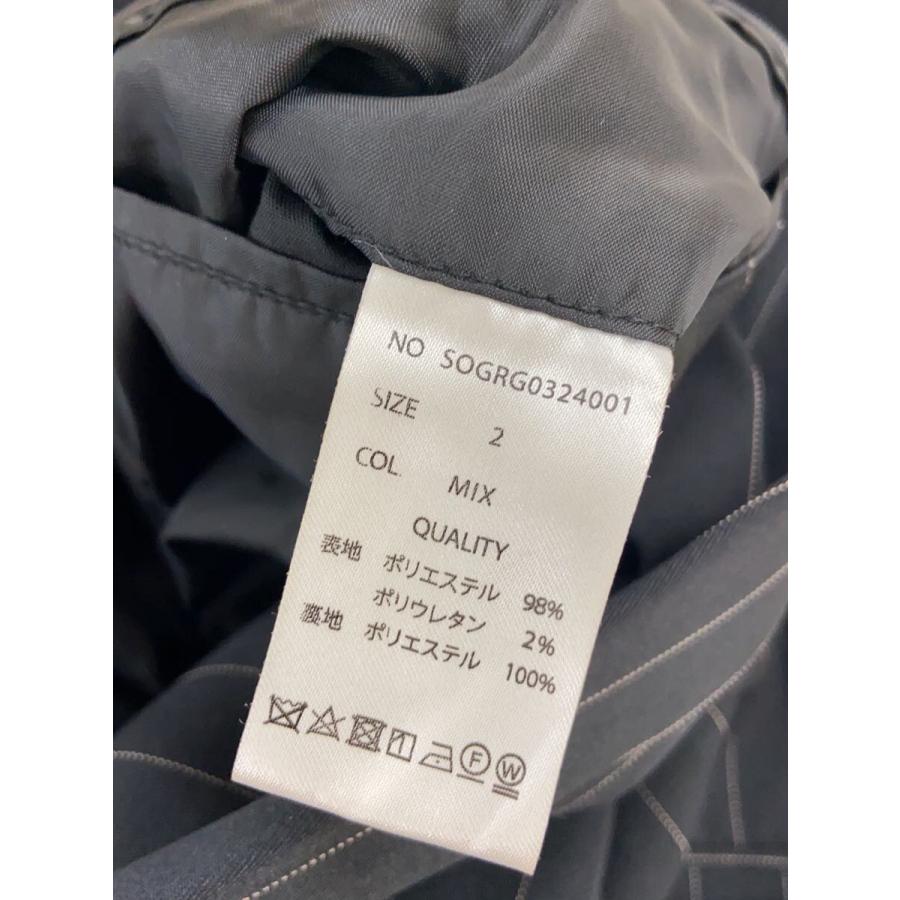 NO SOGRG0324001
SIZE 2
COL. MIX
QUALITY
表地 ポリエステル 98%
ポリウレタン 2%
裏地 ポリエステル 100%
F W